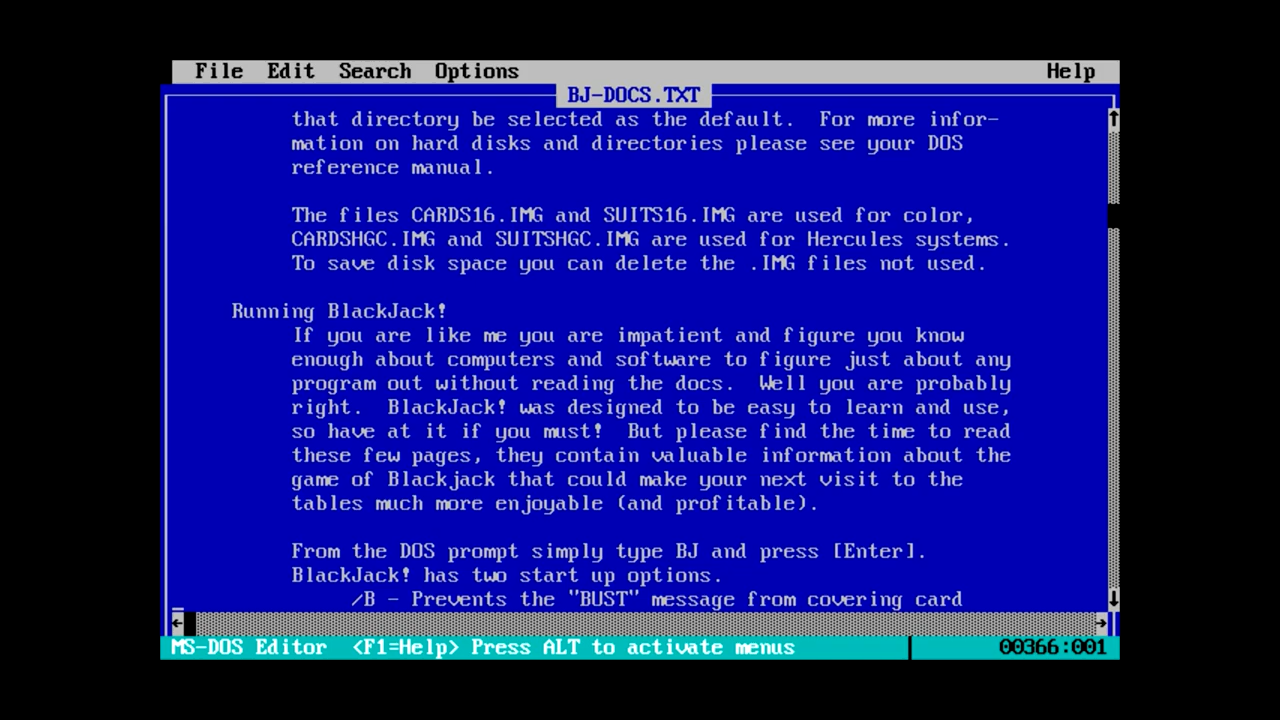 File Edit Search Options Help
BJ-DOCS.TXT
that directory be selected as the default.  For more infor-
mation on hard disks and directories please see your DOS
reference manual.
The files CARDS16.IMG and SUITS16.IMG are used for color,
CARDSHGC.IMG and SUITSHGC.IMG are used for Hercules systems.
To save disk space you can delete the .IMG files not used.
Running BlackJack!
If you are like me you are impatient and figure you know
enough about computers and software to figure just about any
program out without reading the docs.  Well you are probably
right.  BlackJack! was designed to be easy to learn and use,
so have at it if you must!  But please find the time to read
these few pages, they contain valuable information about the
game of Blackjack that could make your next visit to the
tables much more enjoyable (and profitable).
From the DOS prompt simply type BJ and press [Enter].
BlackJack! has two start up options.
/B - Prevents the "BUST" message from covering card
MS-DOS Editor  <F1=Help> Press ALT to activate menus 00366:001